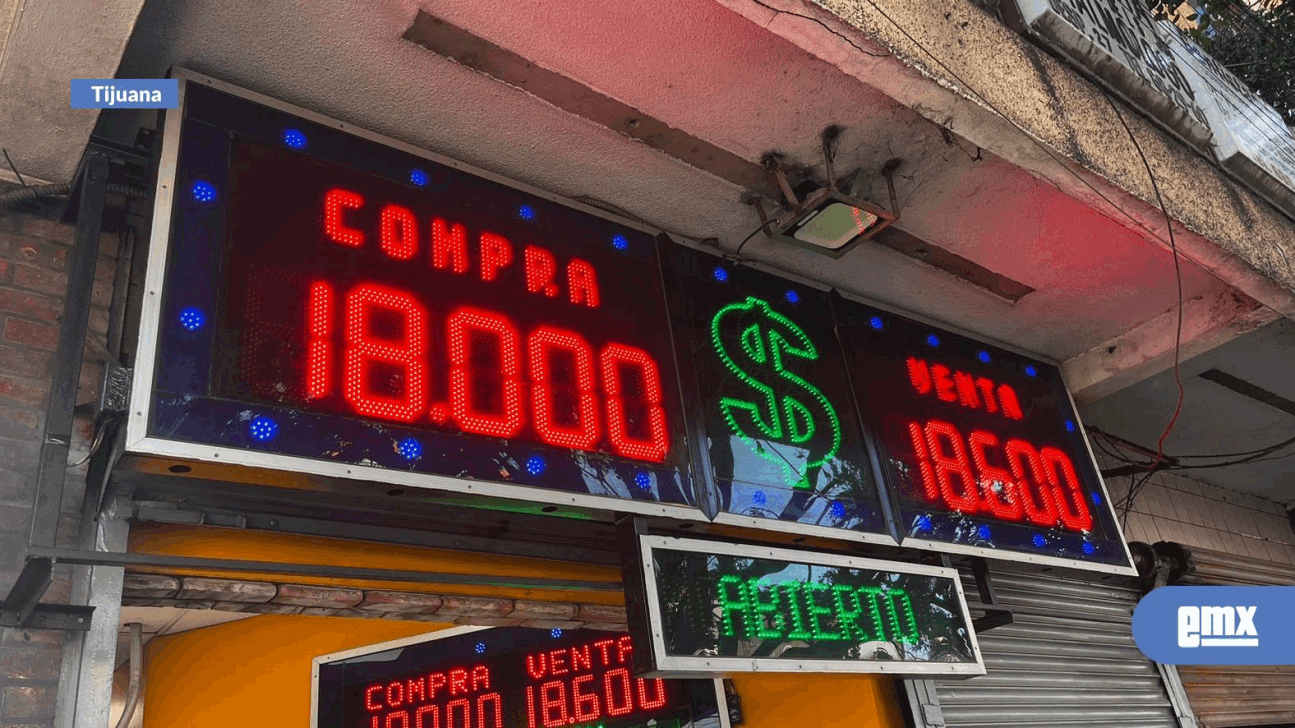 Tijuana
COMPRA
18.000
$
VENTA
18.600
ABIERTO
COMPRA VENTA
18.600
emx